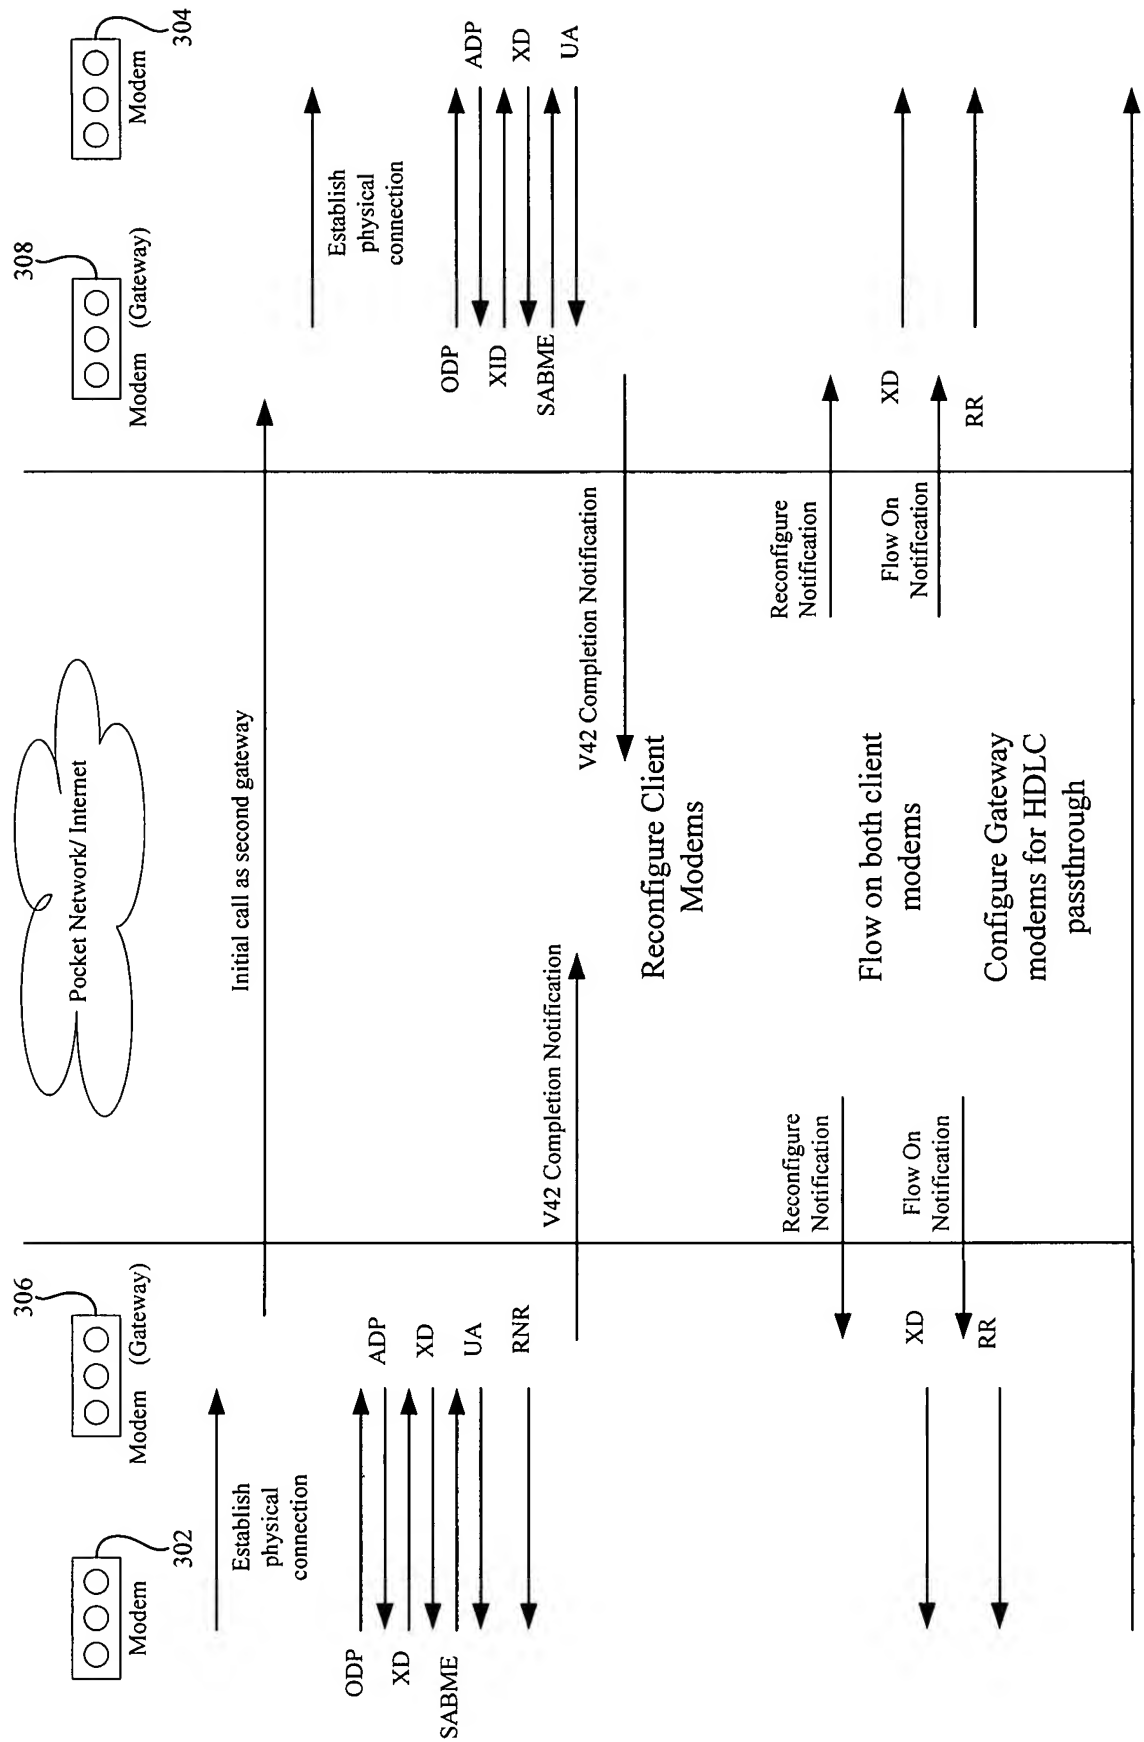 302
Modem
306
Modem (Gateway)
Pocket Network/ Internet
308
Modem (Gateway)
304
Modem
Establish
physical
connection
Initial call as second gateway
Establish
physical
connection
ODP
ADP
XD
XD
SABME
UA
RNR
ODP
ADP
XID
XD
SABME
UA
V42 Completion Notification
V42 Completion Notification
Reconfigure Client
Modems
Reconfigure
Notification
Reconfigure
Notification
XD
Flow On
Notification
RR
Flow on both client
modems
Flow On
Notification
XD
RR
Configure Gateway
modems for HDLC
passthrough